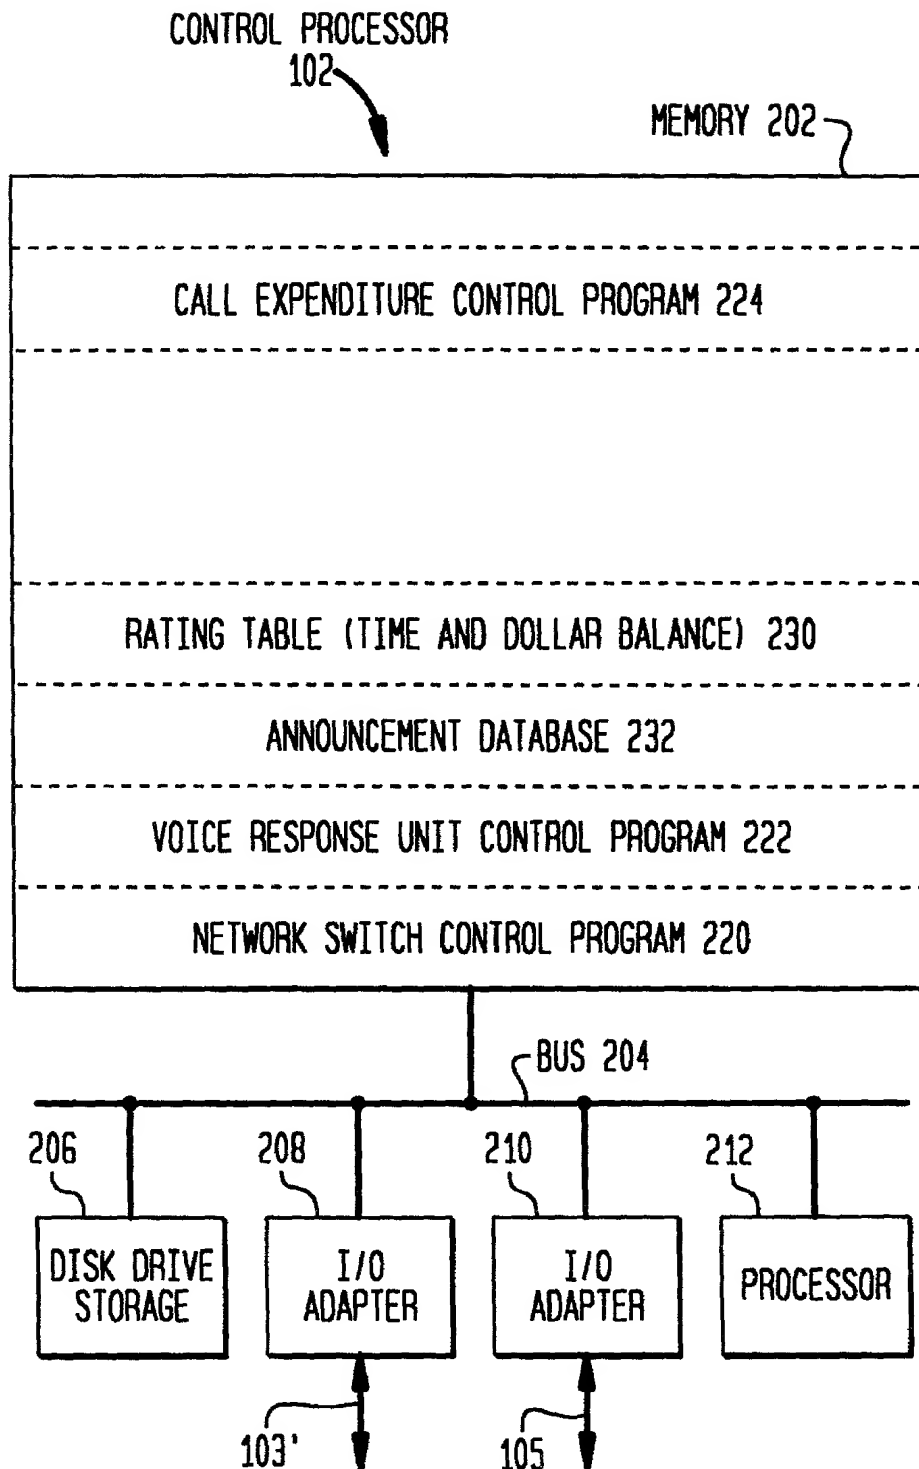 CONTROL PROCESSOR
102
MEMORY 202
CALL EXPENDITURE CONTROL PROGRAM 224
RATING TABLE (TIME AND DOLLAR BALANCE) 230
ANNOUNCEMENT DATABASE 232
VOICE RESPONSE UNIT CONTROL PROGRAM 222
NETWORK SWITCH CONTROL PROGRAM 220
BUS 204
206
208
210
212
DISK DRIVE
STORAGE
I/O
ADAPTER
I/O
ADAPTER
PROCESSOR
103'
105